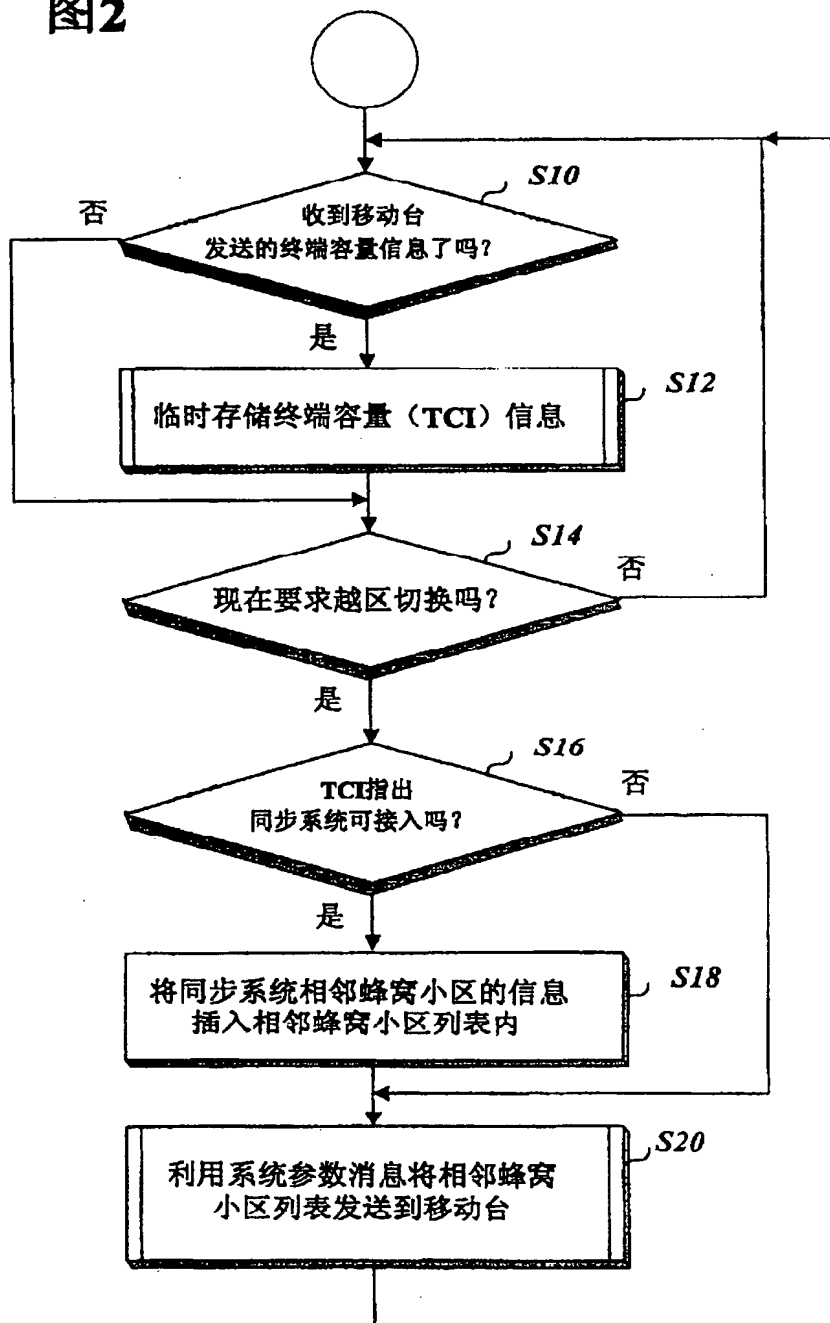 图2
S10
否
收到移动台
发送的终端容量信息了吗？
是
S12
临时存储终端容量（TCI）信息
S14
否
现在要求越区切换吗？
是
S16
否
TCI指出
同步系统可接入吗？
是
S18
将同步系统相邻蜂窝小区的信息
插入相邻蜂窝小区列表内
S20
利用系统参数消息将相邻蜂窝
小区列表发送到移动台